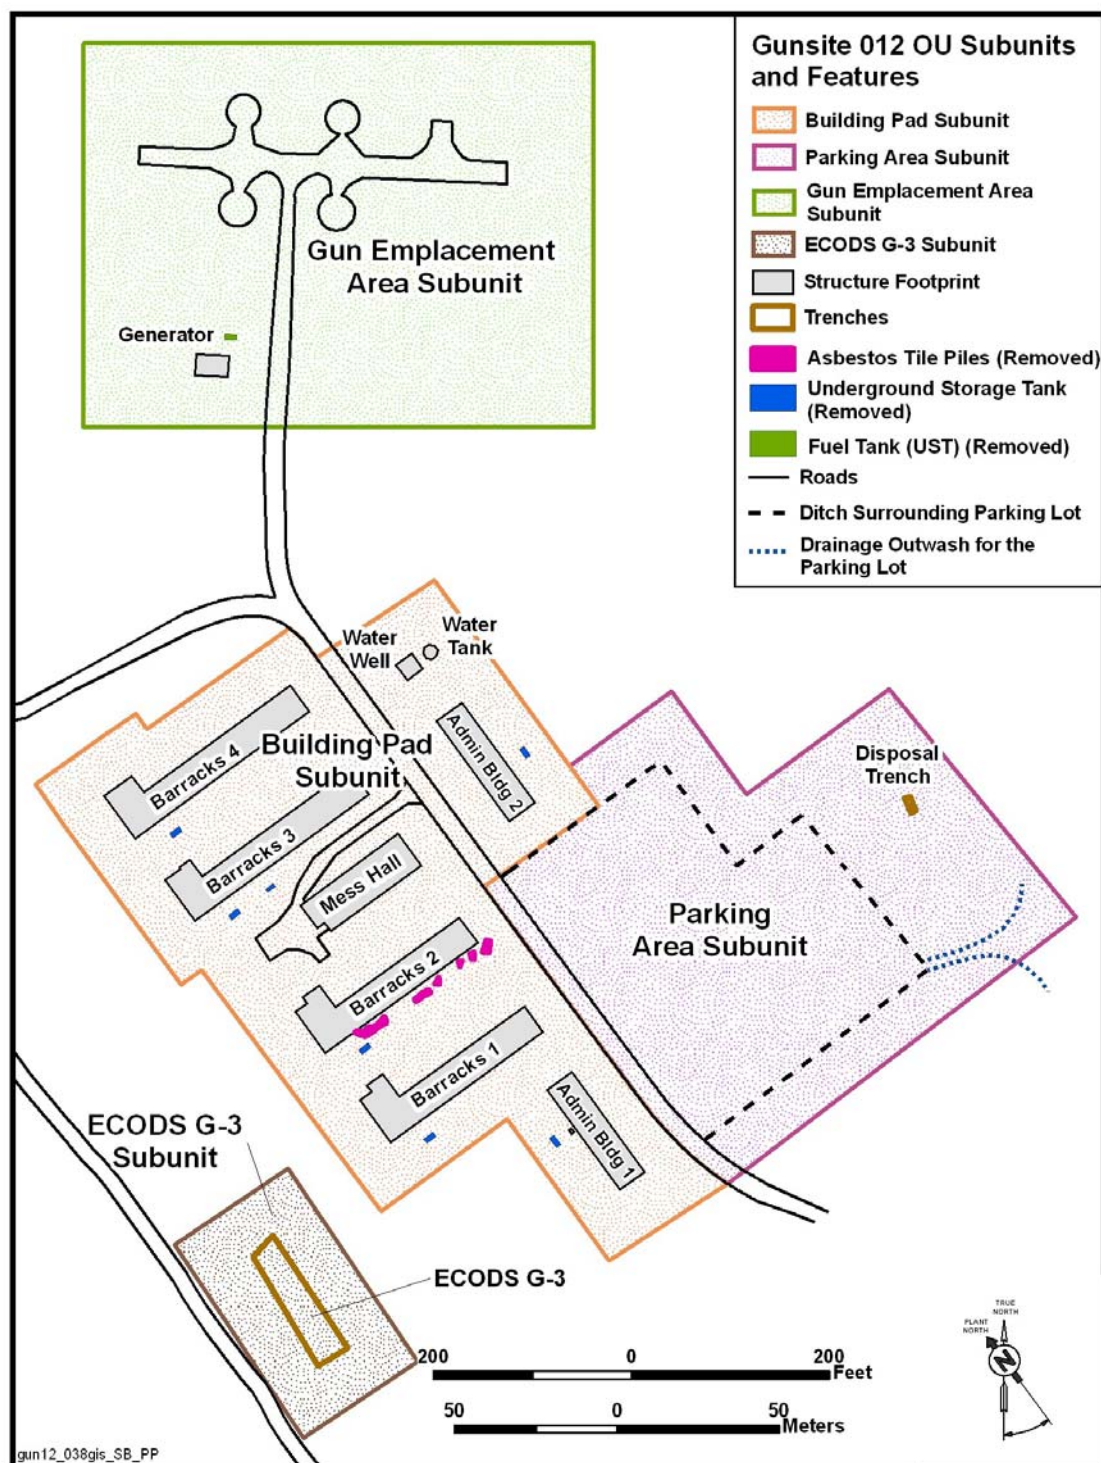 Gunsite 012 OU Subunits
and Features
Building Pad Subunit
Parking Area Subunit
Gun Emplacement Area
Subunit
ECODS G-3 Subunit
Structure Footprint
Trenches
Asbestos Tile Piles (Removed)
Underground Storage Tank
(Removed)
Fuel Tank (UST) (Removed)
Roads
Ditch Surrounding Parking Lot
Drainage Outwash for the
Parking Lot
Gun Emplacement
Area Subunit
Generator
Water
Well
Water
Tank
Admin Bldg 2
Building Pad
Subunit
Barracks 4
Barracks 3
Mess Hall
Barracks 2
Barracks 1
Admin Bldg 1
Disposal
Trench
Parking
Area Subunit
ECODS G-3
Subunit
ECODS G-3
200 0 200
Feet
50 0 50
Meters
TRUE
NORTH
PLANT
NORTH
N
gun12_038gis_SB_PP